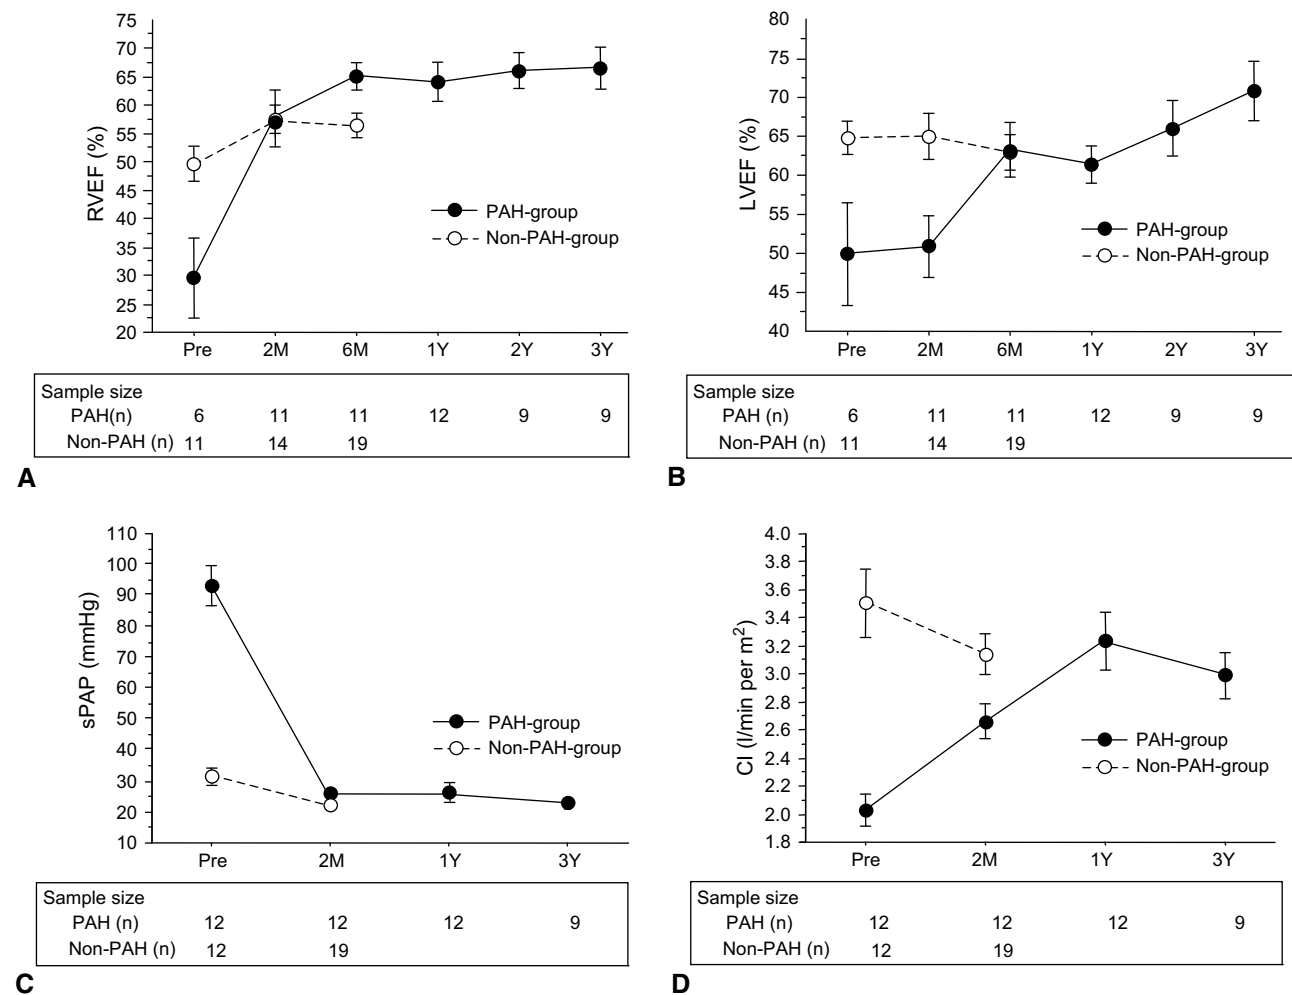 75
70
65
60
55
50
45
40
35
30
25
20
RVEF (%)
PAH-group
Non-PAH-group
Pre 2M 6M 1Y 2Y 3Y
Sample size
PAH(n) 6 11 11 12 9 9
Non-PAH (n) 11 14 19
A
80
75
70
65
60
55
50
45
40
LVEF (%)
PAH-group
Non-PAH-group
Pre 2M 6M 1Y 2Y 3Y
Sample size
PAH (n) 6 11 11 12 9 9
Non-PAH (n) 11 14 19
B
110
100
90
80
70
60
50
40
30
20
10
sPAP (mmHg)
PAH-group
Non-PAH-group
Pre 2M 1Y 3Y
Sample size
PAH (n) 12 12 12 9
Non-PAH (n) 12 19
C
4.0
3.8
3.6
3.4
3.2
3.0
2.8
2.6
2.4
2.2
2.0
1.8
CI (l/min per m²)
PAH-group
Non-PAH-group
Pre 2M 1Y 3Y
Sample size
PAH (n) 12 12 12 9
Non-PAH (n) 12 19
D